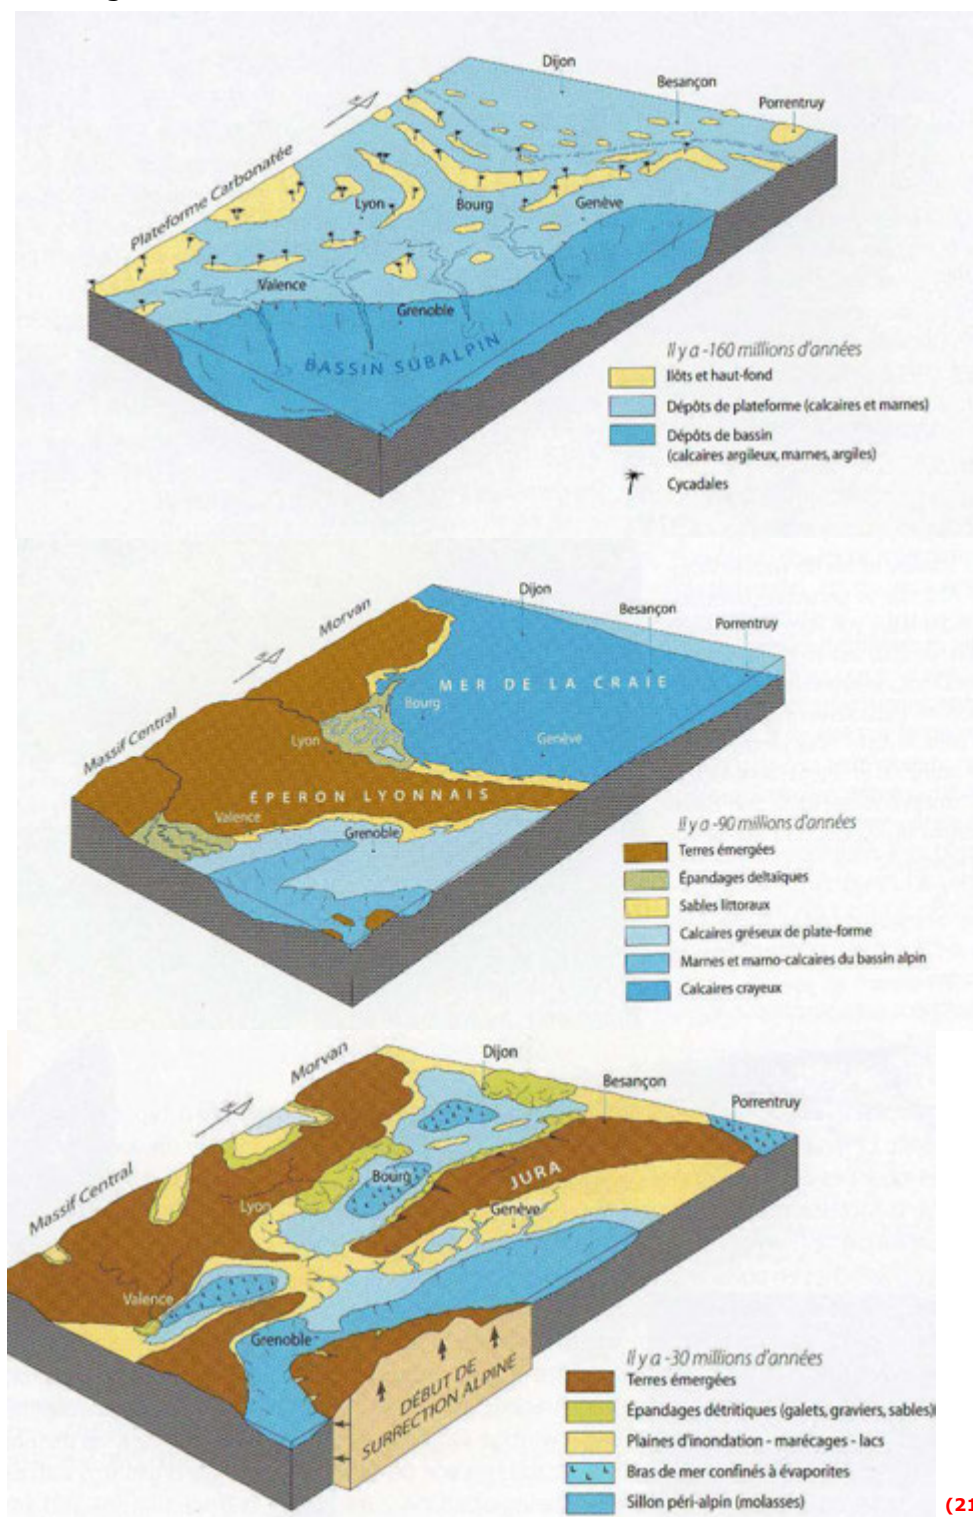 Dijon
Besançon
Porrentruy
Plateforme Carbonatée
Lyon
Bourg
Genève
Valence
Grenoble
BASSIN SUBALPIN
Il y a -160 millions d'années
Ilôts et haut-fond
Dépôts de plateforme (calcaires et marnes)
Dépôts de bassin
(calcaires argileux, marnes, argiles)
Cycadales
Dijon
Morvan
Besançon
Porrentruy
MER DE LA CRAIE
Bourg
Massif Central
Lyon
Genève
ÉPERON LYONNAIS
Valence
Grenoble
Il y a -90 millions d'années
Terres émergées
Épandages deltaïques
Sables littoraux
Calcaires gréseux de plate-forme
Marnes et marno-calcaires du bassin alpin
Calcaires crayeux
Morvan
Dijon
Besançon
Porrentruy
Massif Central
Bourg
JURA
Lyon
Genève
Valence
Grenoble
DÉBUT DE
SURRECTION ALPINE
Il y a -30 millions d'années
Terres émergées
Épandages détritiques (galets, graviers, sables)
Plaines d'inondation - marécages - lacs
Bras de mer confinés à évaporites
Sillon péri-alpin (molasses)
(21